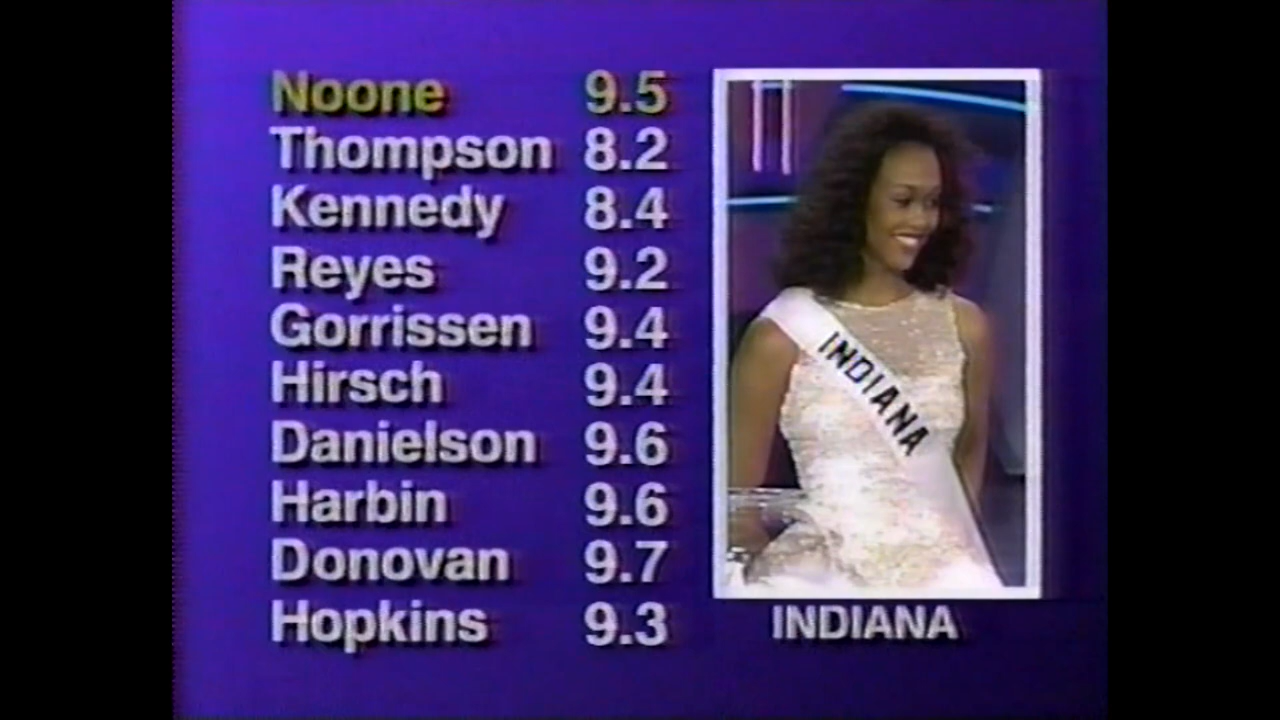 Noone 9.5
Thompson 8.2
Kennedy 8.4
Reyes 9.2
Gorrissen 9.4
Hirsch 9.4
Danielson 9.6
Harbin 9.6
Donovan 9.7
Hopkins 9.3
INDIANA
INDIANA